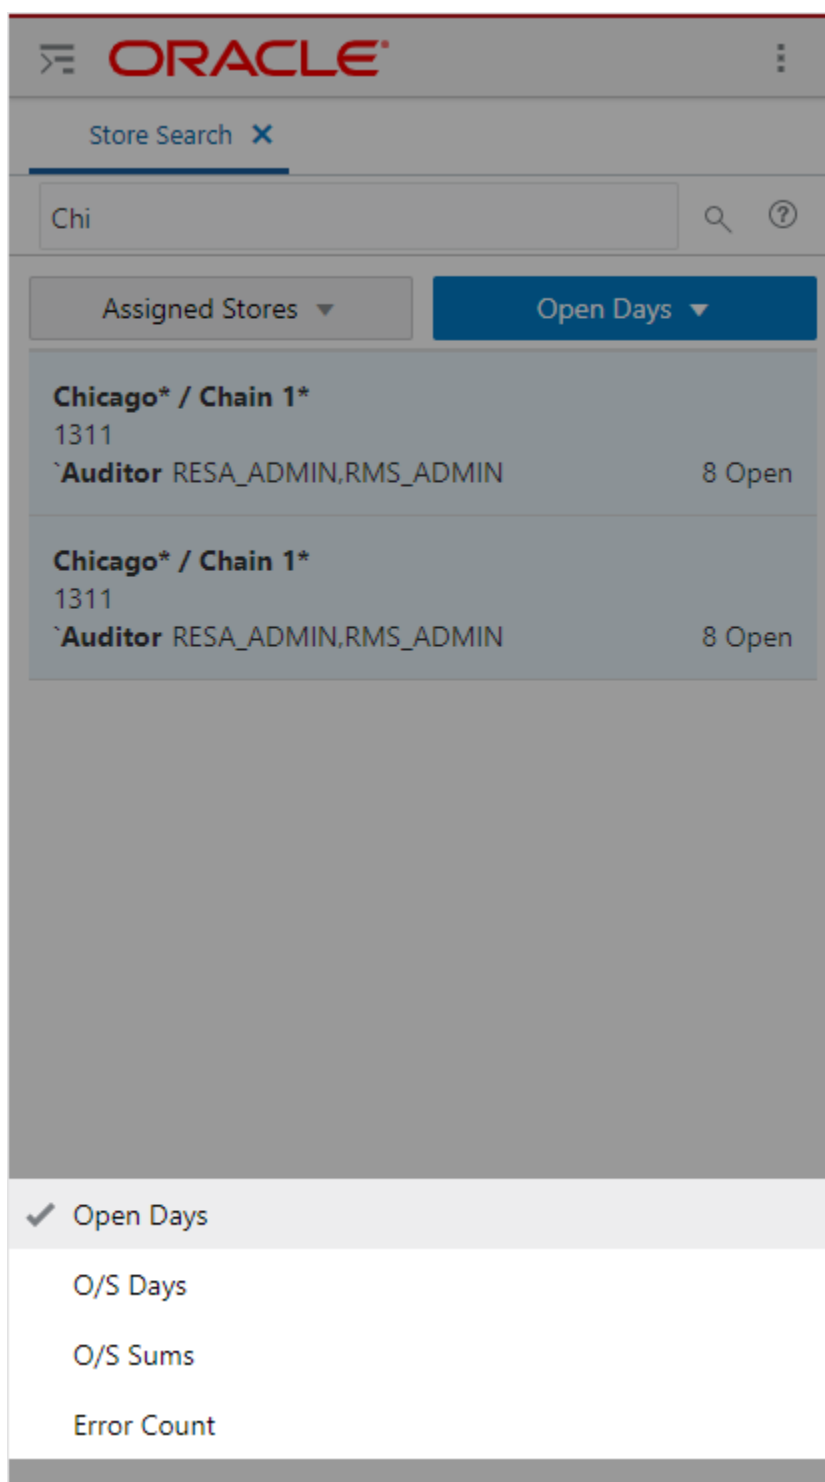 ORACLE
Store Search
Chi
Assigned Stores
Open Days
Chicago* / Chain 1*
1311
`Auditor RESA_ADMIN,RMS_ADMIN 8 Open
Chicago* / Chain 1*
1311
`Auditor RESA_ADMIN,RMS_ADMIN 8 Open
Open Days
O/S Days
O/S Sums
Error Count